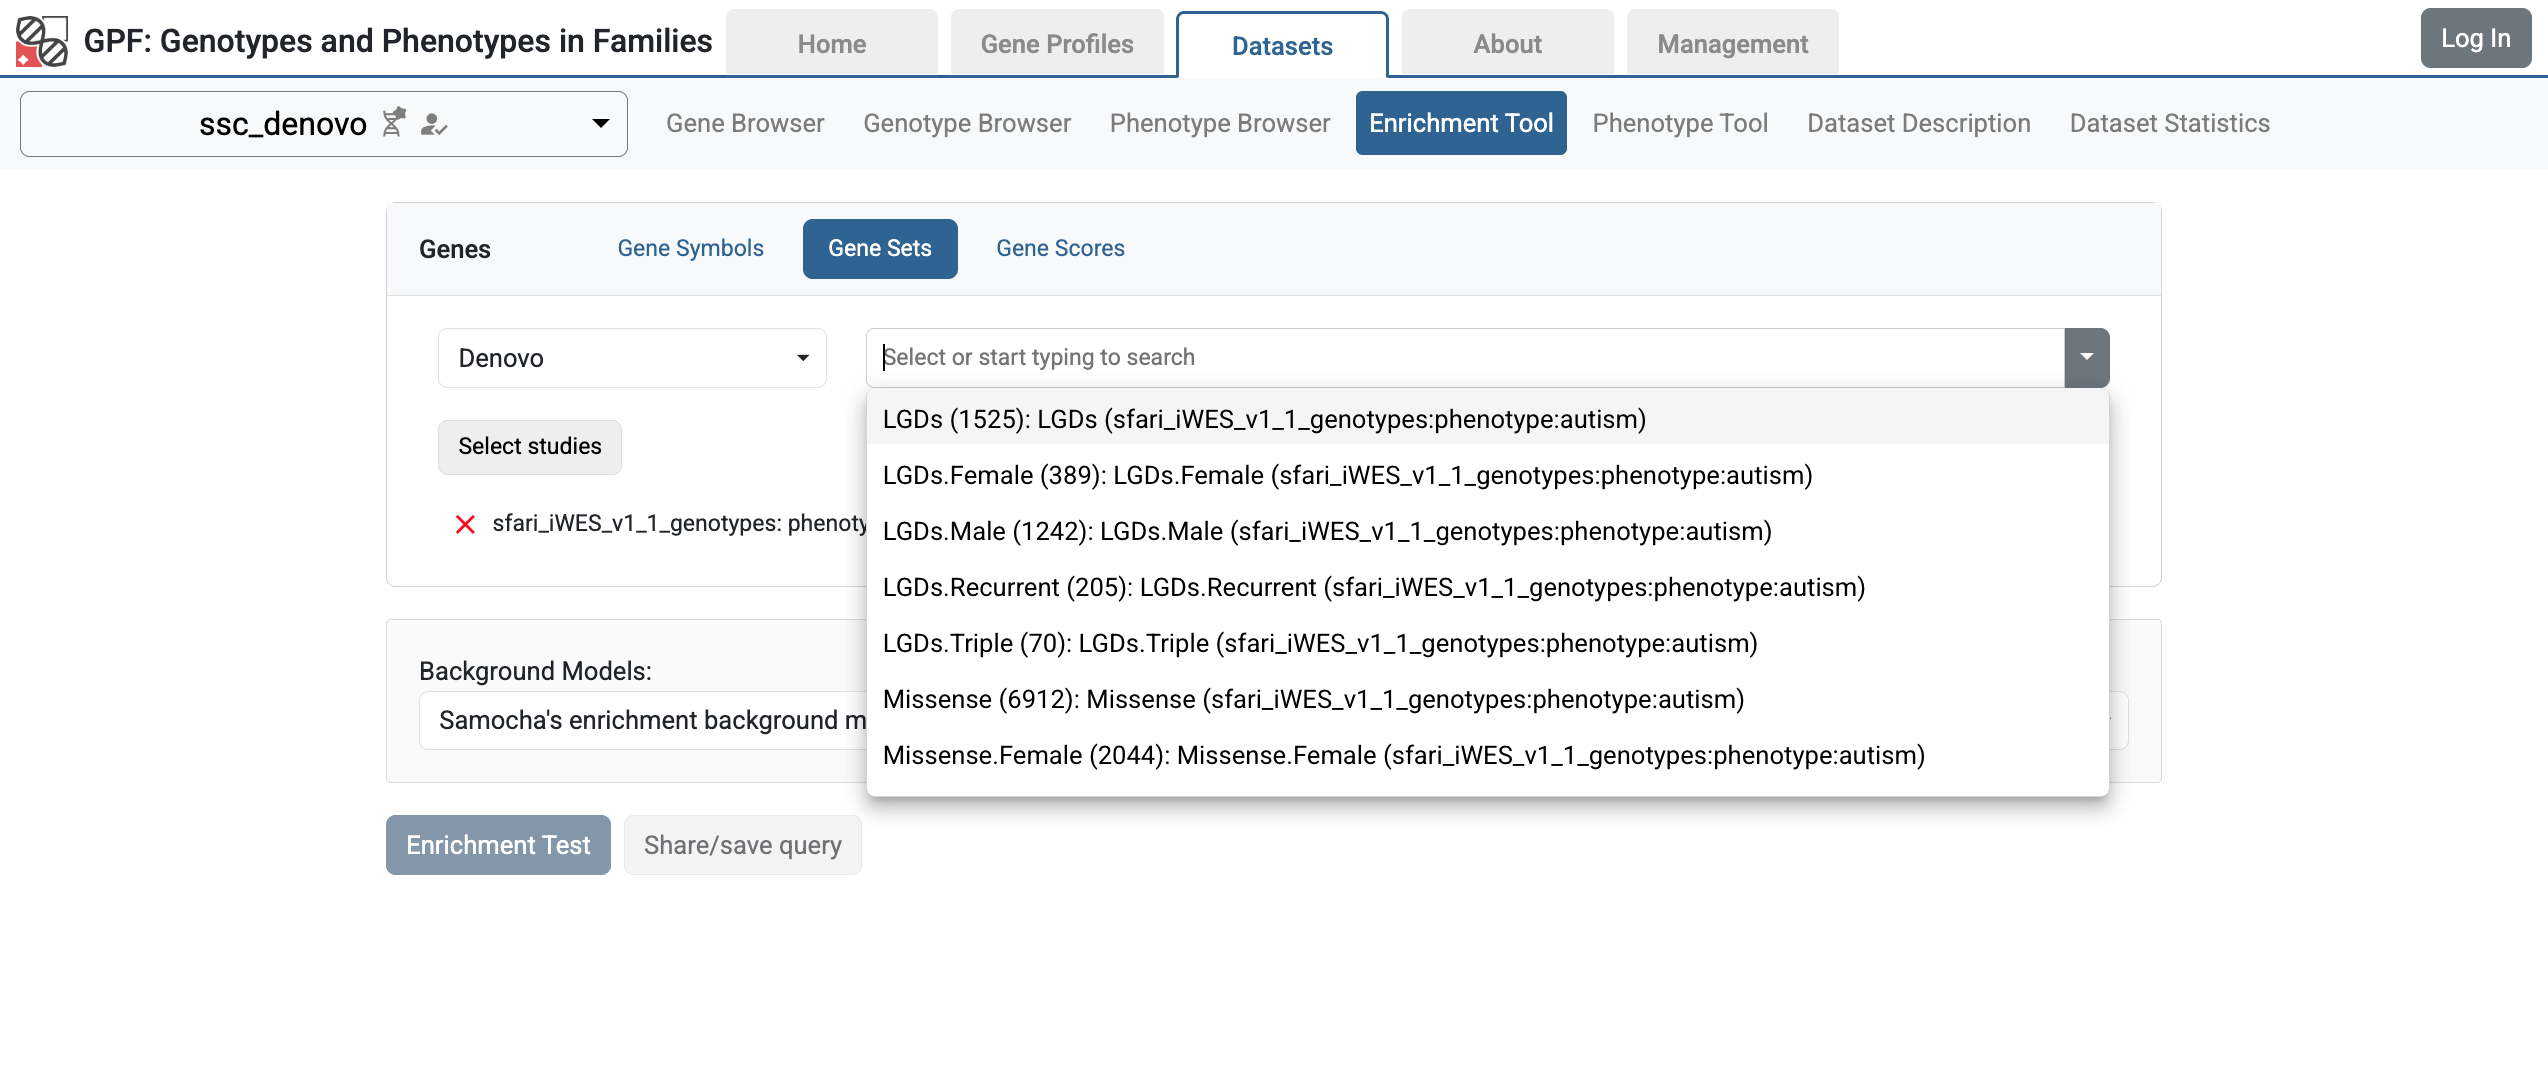 GPF: Genotypes and Phenotypes in Families
Home
Gene Profiles
Datasets
About
Management
Log In
ssc_denovo
Gene Browser
Genotype Browser
Phenotype Browser
Enrichment Tool
Phenotype Tool
Dataset Description
Dataset Statistics
Genes
Gene Symbols
Gene Sets
Gene Scores
Denovo
Select or start typing to search
LGDs (1525): LGDs (sfari_iWES_v1_1_genotypes:phenotype:autism)
LGDs.Female (389): LGDs.Female (sfari_iWES_v1_1_genotypes:phenotype:autism)
LGDs.Male (1242): LGDs.Male (sfari_iWES_v1_1_genotypes:phenotype:autism)
LGDs.Recurrent (205): LGDs.Recurrent (sfari_iWES_v1_1_genotypes:phenotype:autism)
LGDs.Triple (70): LGDs.Triple (sfari_iWES_v1_1_genotypes:phenotype:autism)
Missense (6912): Missense (sfari_iWES_v1_1_genotypes:phenotype:autism)
Missense.Female (2044): Missense.Female (sfari_iWES_v1_1_genotypes:phenotype:autism)
Select studies
sfari_iWES_v1_1_genotypes: phenoty
Background Models:
Samocha's enrichment background m
Enrichment Test
Share/save query